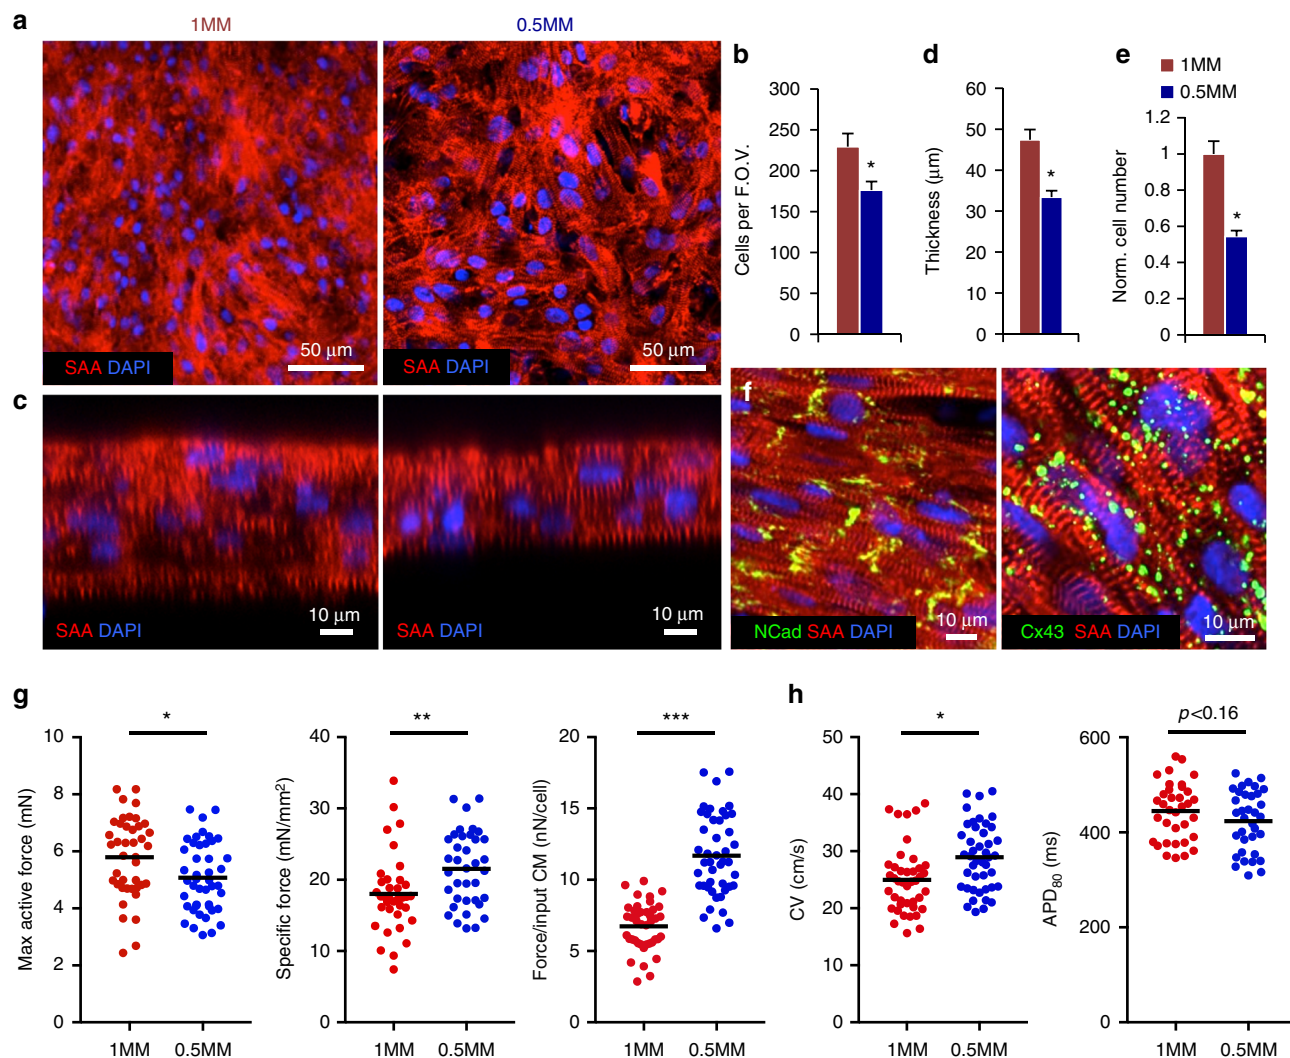 a
1MM
0.5MM
SAA DAPI
50 µm
SAA DAPI
50 µm
b
Cells per F.O.V.
300
250
200
150
100
50
0
*
d
Thickness (µm)
60
50
40
30
20
10
0
*
e
1MM
0.5MM
Norm. cell number
1.2
1
0.8
0.6
0.4
0.2
0
*
c
SAA DAPI
10 µm
SAA DAPI
10 µm
f
NCad SAA DAPI
10 µm
Cx43 SAA DAPI
10 µm
g
Max active force (mN)
10
8
6
4
2
0
*
1MM
0.5MM
Specific force (mN/mm²)
40
30
20
10
0
**
1MM
0.5MM
Force/input CM (nN/cell)
20
15
10
5
0
***
1MM
0.5MM
h
CV (cm/s)
50
40
30
20
10
0
*
1MM
0.5MM
APD₈₀ (ms)
600
400
200
0
p<0.16
1MM
0.5MM